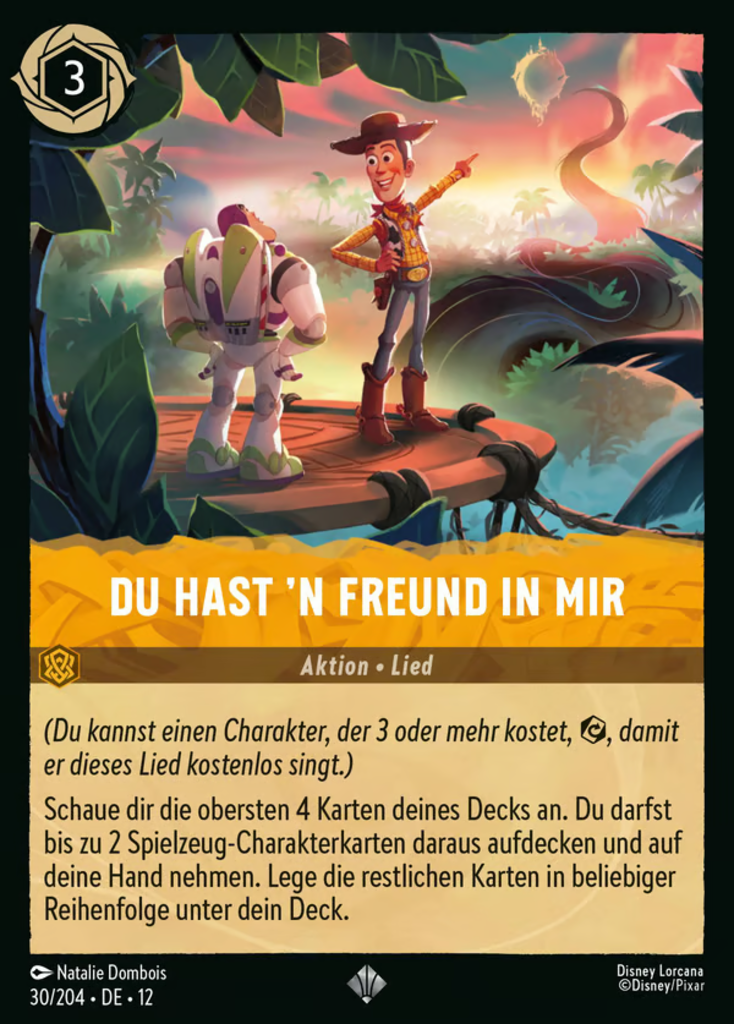 3
DU HAST ’N FREUND IN MIR
Aktion • Lied
(Du kannst einen Charakter, der 3 oder mehr kostet, , damit
er dieses Lied kostenlos singt.)
Schaue dir die obersten 4 Karten deines Decks an. Du darfst
bis zu 2 Spielzeug-Charakterkarten daraus aufdecken und auf
deine Hand nehmen. Lege die restlichen Karten in beliebiger
Reihenfolge unter dein Deck.
Natalie Dombois
30/204 • DE • 12
Disney Lorcana
©Disney/Pixar